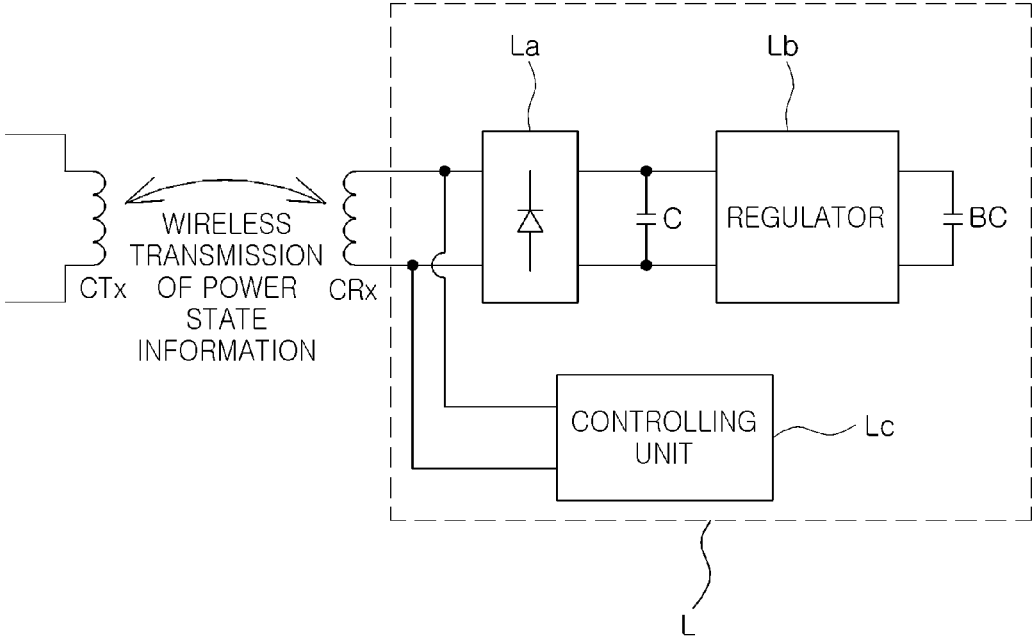 La
Lb
C
REGULATOR
BC
CTx
WIRELESS
TRANSMISSION
OF POWER
STATE
INFORMATION
CRx
CONTROLLING
UNIT
Lc
L